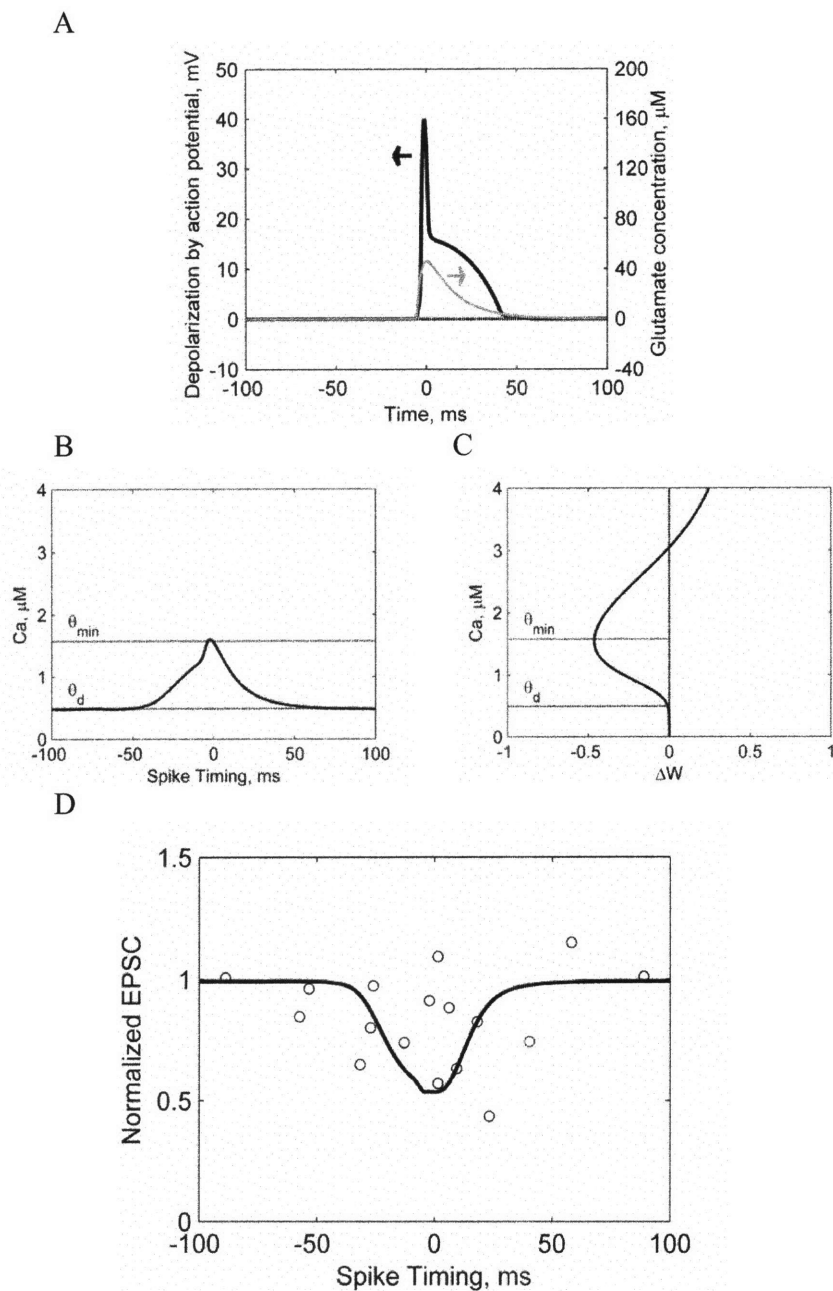 A
Depolarization by action potential, mV
50
40
30
20
10
0
-10
200
160
120
80
40
0
-40
Glutamate concentration, μM
-100 -50 0 50 100
Time, ms
B
Ca, μM
4
3
2
1
0
θmin
θd
-100 -50 0 50 100
Spike Timing, ms
C
Ca, μM
4
3
2
1
0
θmin
θd
-1 -0.5 0 0.5 1
ΔW
D
Normalized EPSC
1.5
1
0.5
0
-100 -50 0 50 100
Spike Timing, ms